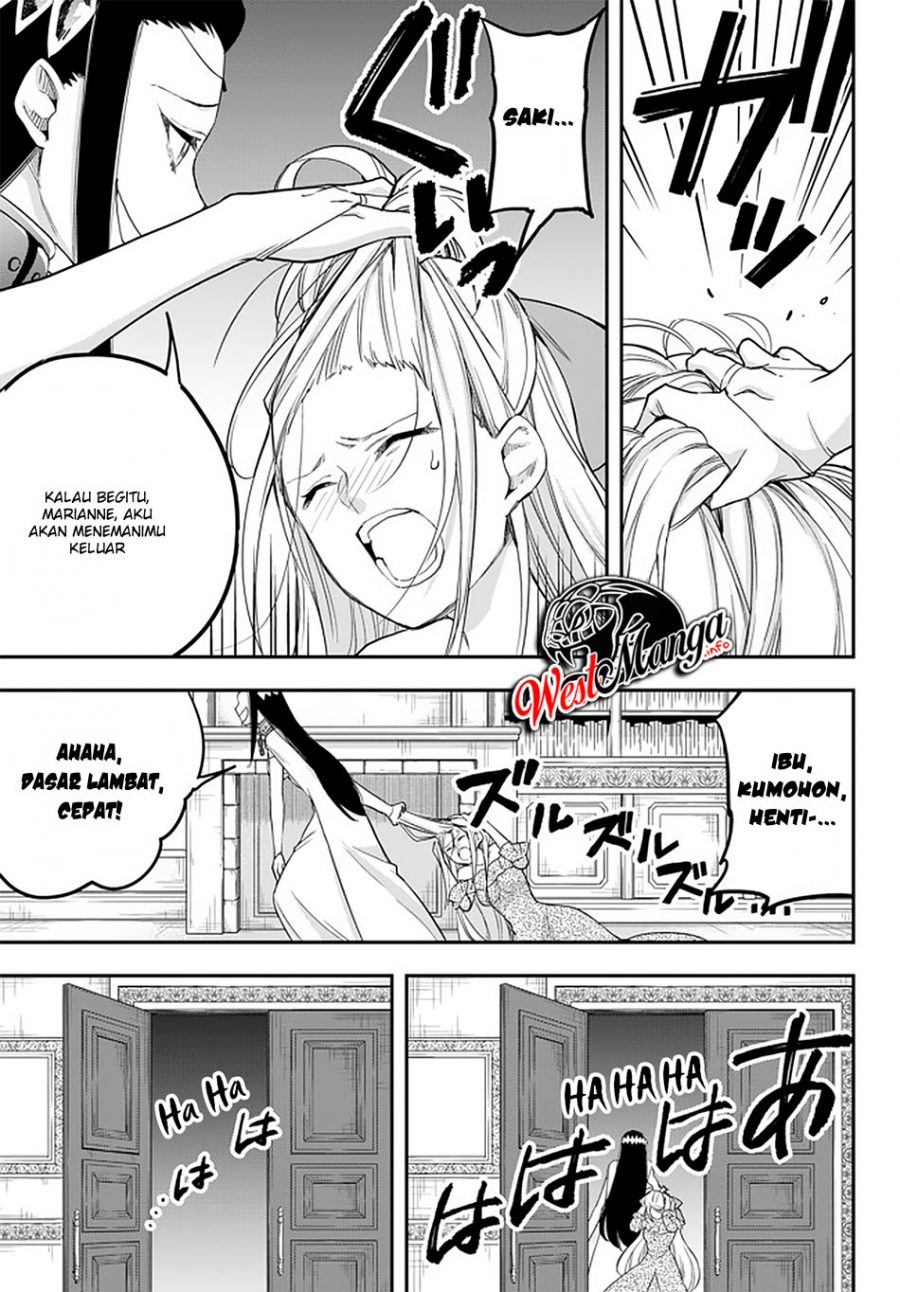 ガッ
SAKI...
ぐいっ
KALAU BEGITU,
MARIANNE, AKU
AKAN MENEMANIMU
KELUAR
WestManga
.info
IBU,
KUMOHON,
HENTI-...
ズルズルズル...
AHAHA,
DASAR LAMBAT,
CEPAT!
あはははは
HA HA HA
Ha Ha
はは...